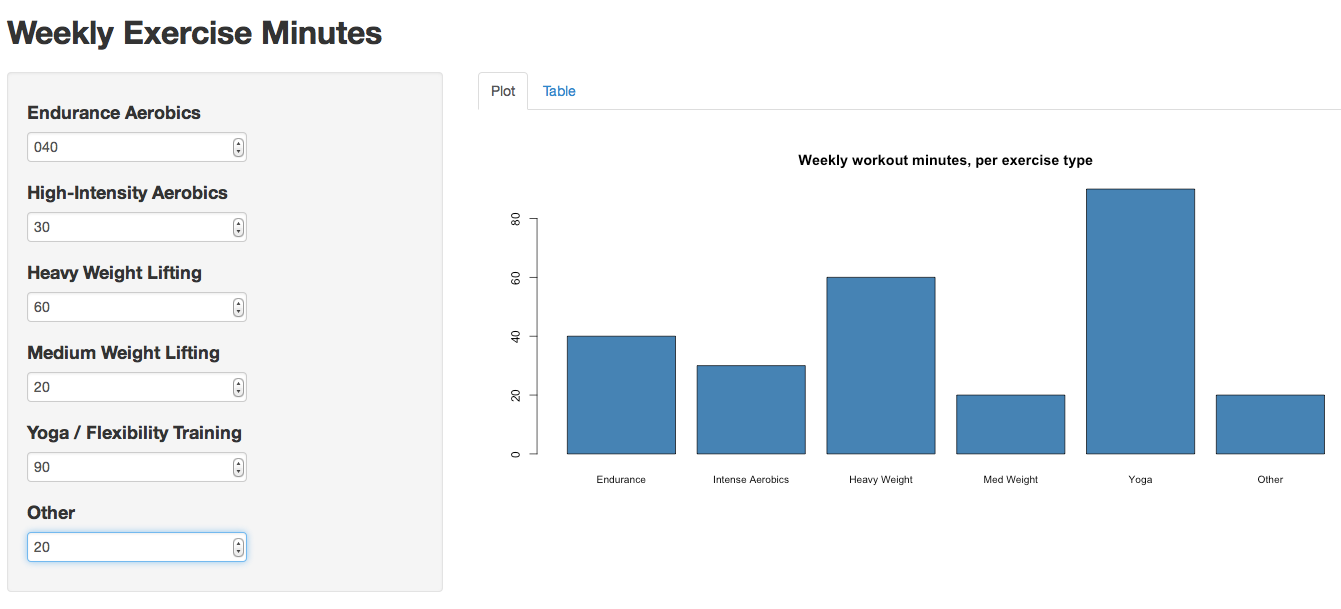 Weekly Exercise Minutes
Endurance Aerobics
040
High-Intensity Aerobics
30
Heavy Weight Lifting
60
Medium Weight Lifting
20
Yoga / Flexibility Training
90
Other
20
Plot Table
Weekly workout minutes, per exercise type
80
60
40
20
0
Endurance Intense Aerobics Heavy Weight Med Weight Yoga Other